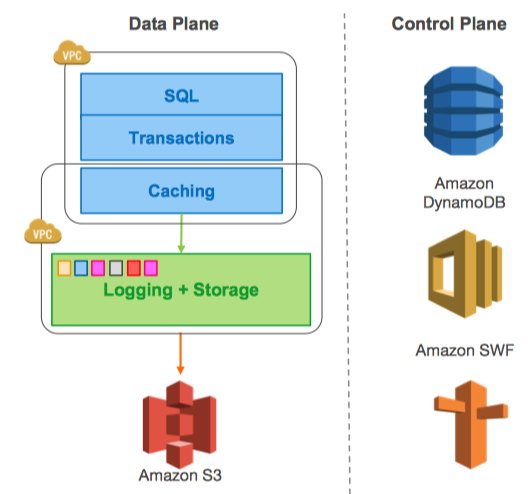 Data Plane
Control Plane
VPC
SQL
Transactions
Caching
VPC
Logging + Storage
Amazon S3
Amazon
DynamoDB
Amazon SWF